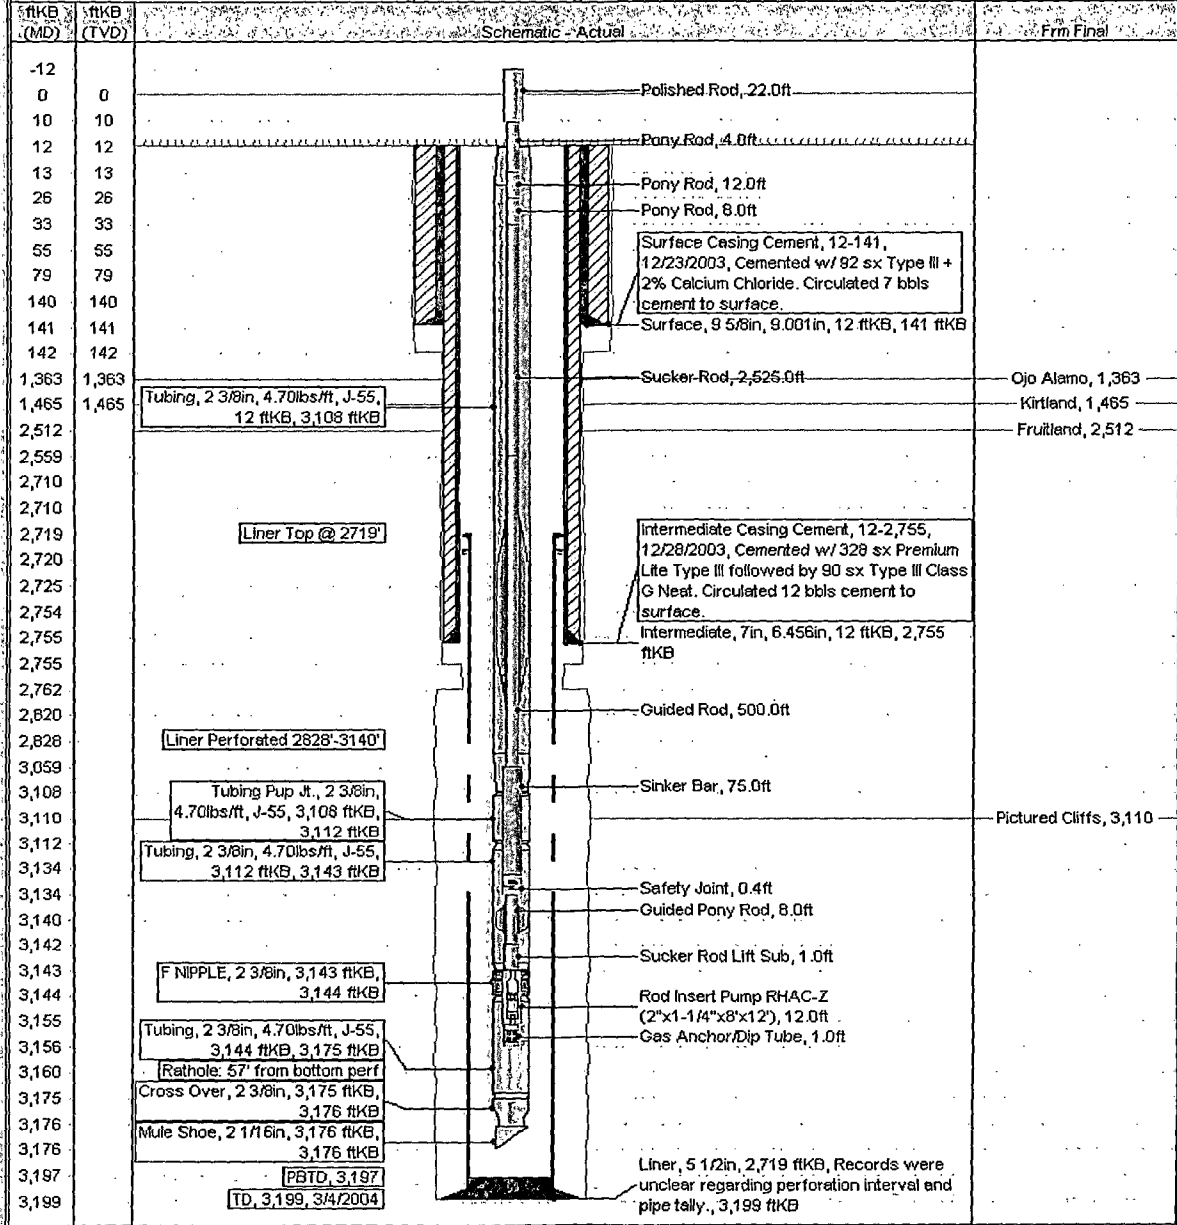 ftKB (MD)
ftKB (TVD)
Schematic - Actual
Frm Final
-12
0 0
10 10
12 12
13 13
26 26
33 33
55 55
79 79
140 140
141 141
142 142
1,363 1,363
1,465 1,465
2,512
2,559
2,710
2,710
2,719
2,720
2,725
2,754
2,755
2,755
2,762
2,820
2,828
3,059
3,108
3,110
3,112
3,134
3,134
3,140
3,142
3,143
3,144
3,155
3,156
3,160
3,175
3,176
3,176
3,197
3,199
Tubing, 2 3/8in, 4.70lbs/ft, J-55,
12 ftKB, 3,108 ftKB
Liner Top @ 2719'
Liner Perforated 2828'-3140'
Tubing Pup Jt., 2 3/8in,
4.70lbs/ft, J-55, 3,108 ftKB,
3,112 ftKB
Tubing, 2 3/8in, 4.70lbs/ft, J-55,
3,112 ftKB, 3,143 ftKB
F NIPPLE, 2 3/8in, 3,143 ftKB,
3,144 ftKB
Tubing, 2 3/8in, 4.70lbs/ft, J-55,
3,144 ftKB, 3,175 ftKB
Rathole: 57' from bottom perf
Cross Over, 2 3/8in, 3,175 ftKB,
3,176 ftKB
Mule Shoe, 2 1/16in, 3,176 ftKB,
3,176 ftKB
PBTD, 3,197
TD, 3,199, 3/4/2004
Polished Rod, 22.0ft
Pony Rod, 4.0ft
Pony Rod, 12.0ft
Pony Rod, 8.0ft
Surface Casing Cement, 12-141,
12/23/2003, Cemented w/ 92 sx Type III +
2% Calcium Chloride. Circulated 7 bbls
cement to surface.
Surface, 9 5/8in, 9.001in, 12 ftKB, 141 ftKB
Sucker Rod, 2,525.0ft
Intermediate Casing Cement, 12-2,755,
12/28/2003, Cemented w/ 328 sx Premium
Lite Type III followed by 90 sx Type III Class
G Neat. Circulated 12 bbls cement to
surface.
Intermediate, 7in, 6.456in, 12 ftKB, 2,755
ftKB
Guided Rod, 500.0ft
Sinker Bar, 75.0ft
Safety Joint, 0.4ft
Guided Pony Rod, 8.0ft
Sucker Rod Lift Sub, 1.0ft
Rod Insert Pump RHAC-Z
(2"x1-1/4"x8'x12'), 12.0ft
Gas Anchor/Dip Tube, 1.0ft
Liner, 5 1/2in, 2,719 ftKB, Records were
unclear regarding perforation interval and
pipe tally., 3,199 ftKB
Ojo Alamo, 1,363
Kirtland, 1,465
Fruitland, 2,512
Pictured Cliffs, 3,110